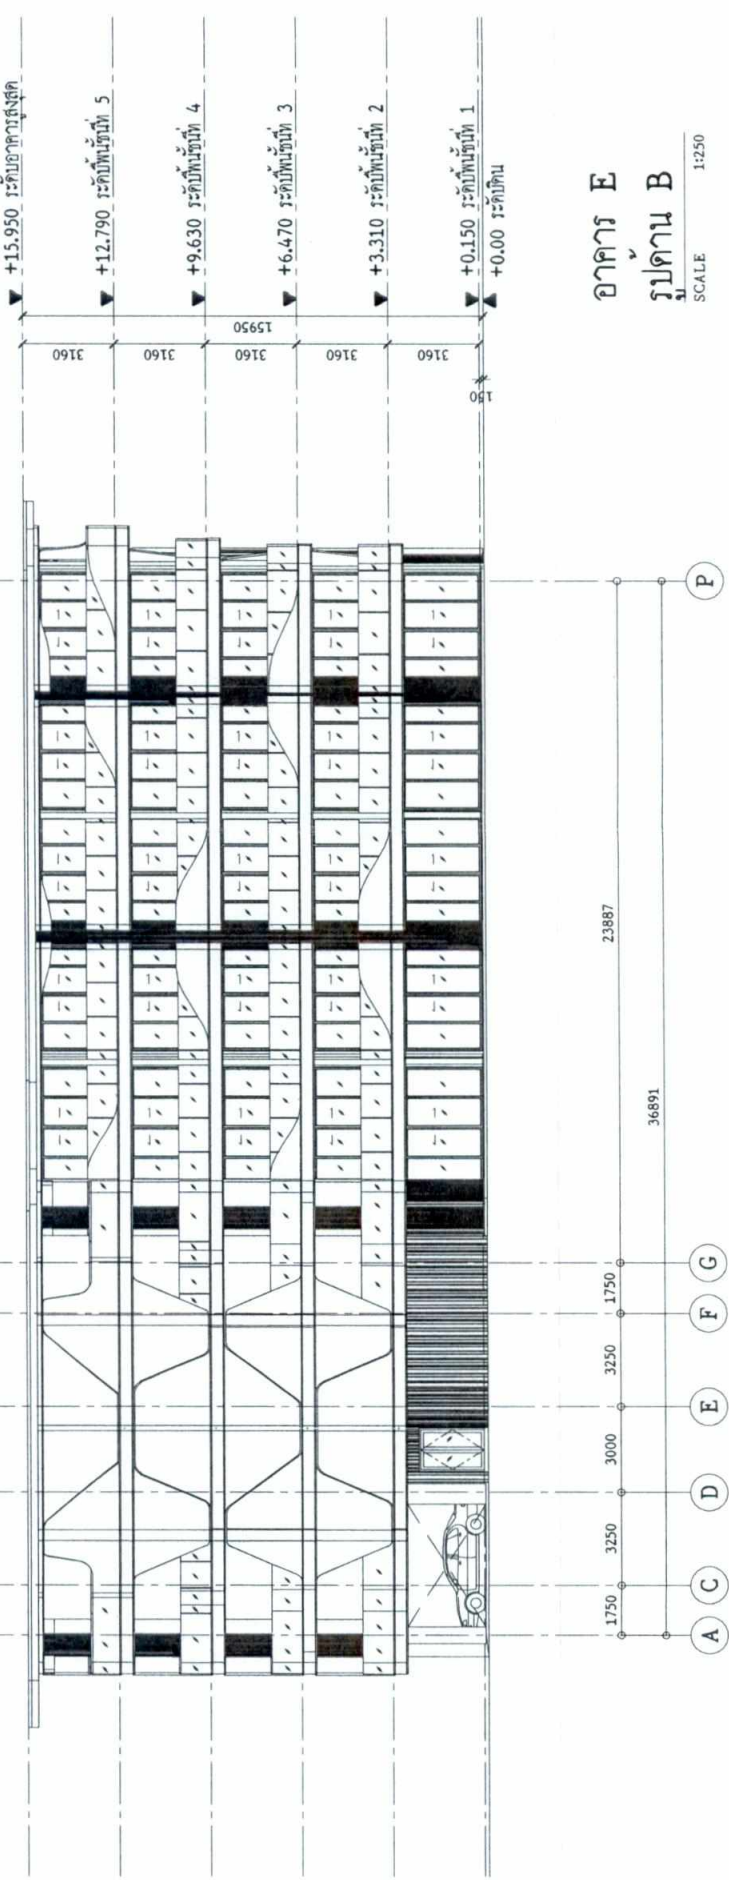 +15.950 ระดับอาคารส่งสุด
+12.790 ระดับพื้นชั้นที่ 5
+9.630 ระดับพื้นชั้นที่ 4
+6.470 ระดับพื้นชั้นที่ 3
+3.310 ระดับพื้นชั้นที่ 2
+0.150 ระดับพื้นชั้นที่ 1
+0.00 ระดับดิน
3160
3160
3160
3160
3160
150
15950
1750
3250
3000
3250
1750
23887
36891
A
C
D
E
F
G
P
อาคาร E
รูปด้าน B
SCALE 1:250